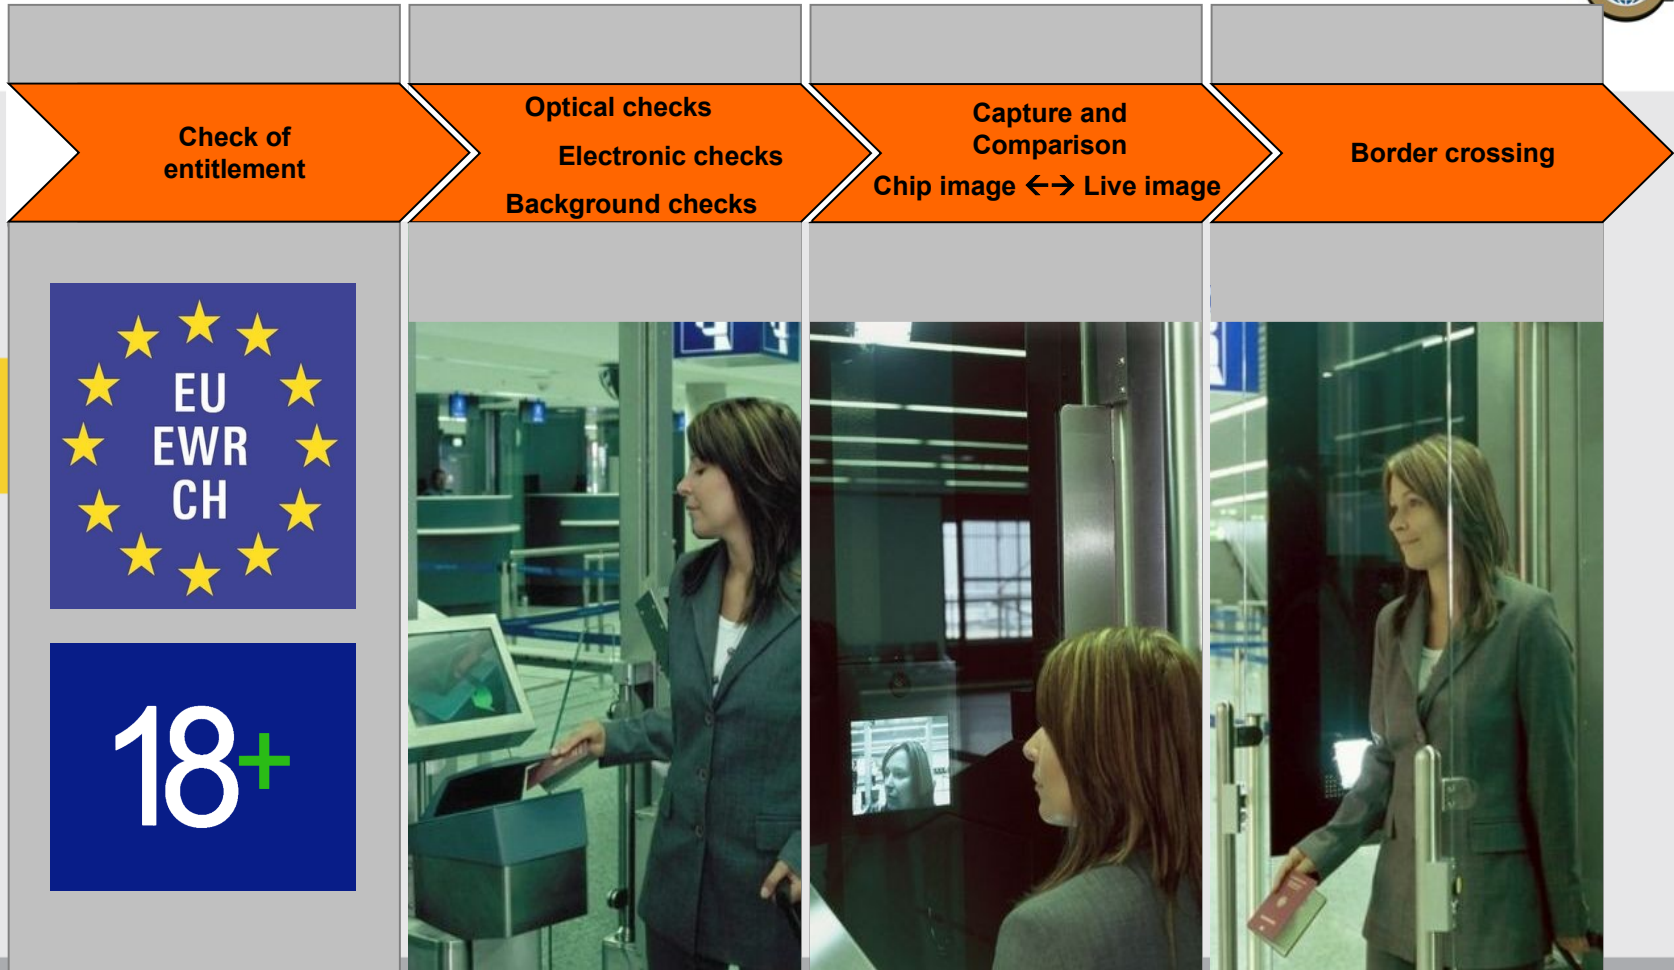 Check of
entitlement
Optical checks
Electronic checks
Background checks
Capture and
Comparison
Chip image ←→ Live image
Border crossing
EU
EWR
CH
18+